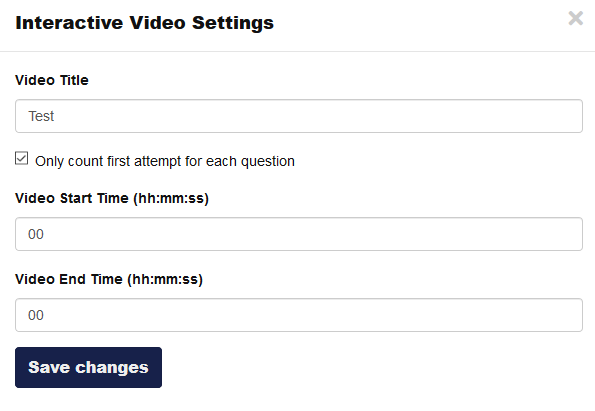 Interactive Video Settings
Video Title
Test
Only count first attempt for each question
Video Start Time (hh:mm:ss)
00
Video End Time (hh:mm:ss)
00
Save changes